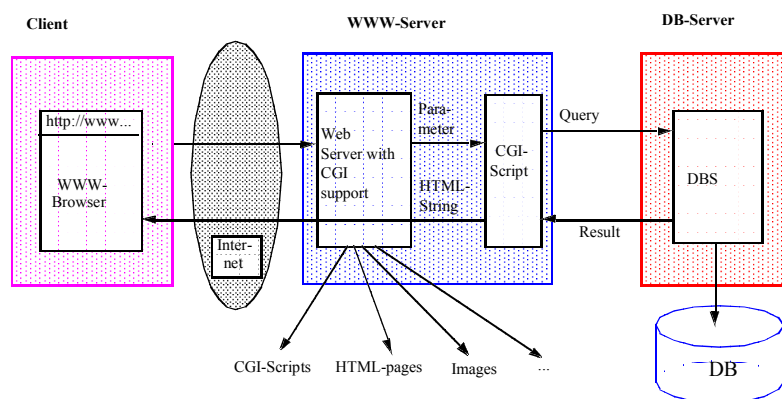 Client
WWW-Server
DB-Server
http://www...
WWW-
Browser
Inter-
net
Web
Server with
CGI
support
Para-
meter
HTML-
String
CGI-
Script
Query
Result
DBS
DB
CGI-Scripts
HTML-pages
Images
...